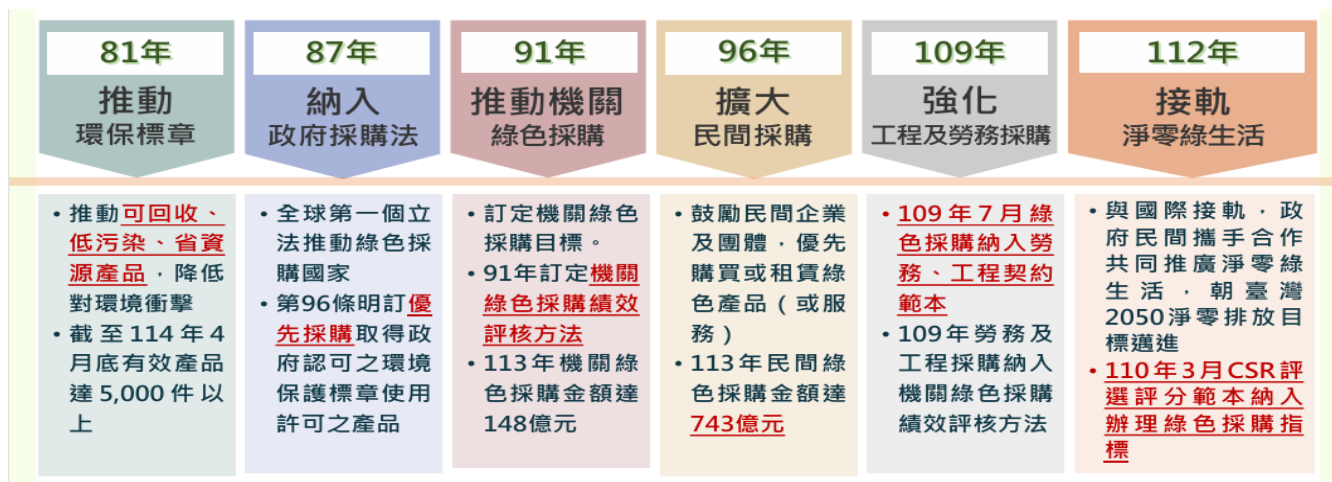 81年
推動
環保標章
• 推動可回收、
低污染、省資
源產品，降低
對環境衝擊
• 截至114年4
月底有效產品
達5,000件以
上
87年
納入
政府採購法
• 全球第一個立
法推動綠色採
購國家
• 第96條明訂優
先採購取得政
府認可之環境
保護標章使用
許可之產品
91年
推動機關
綠色採購
• 訂定機關綠色
採購目標。
• 91年訂定機關
綠色採購績效
評核方法
• 113年機關綠
色採購金額達
148億元
96年
擴大
民間採購
• 鼓勵民間企業
及團體，優先
購買或租賃綠
色產品（或服
務）
• 113年民間綠
色採購金額達
743億元
109年
強化
工程及勞務採購
• 109年7月綠
色採購納入勞
務、工程契約
範本
• 109年勞務及
工程採購納入
機關綠色採購
績效評核方法
112年
接軌
淨零綠生活
• 與國際接軌，政
府民間攜手合作
共同推廣淨零綠
生活，朝臺灣
2050淨零排放目
標邁進
• 110年3月CSR評
選評分範本納入
辦理綠色採購指
標